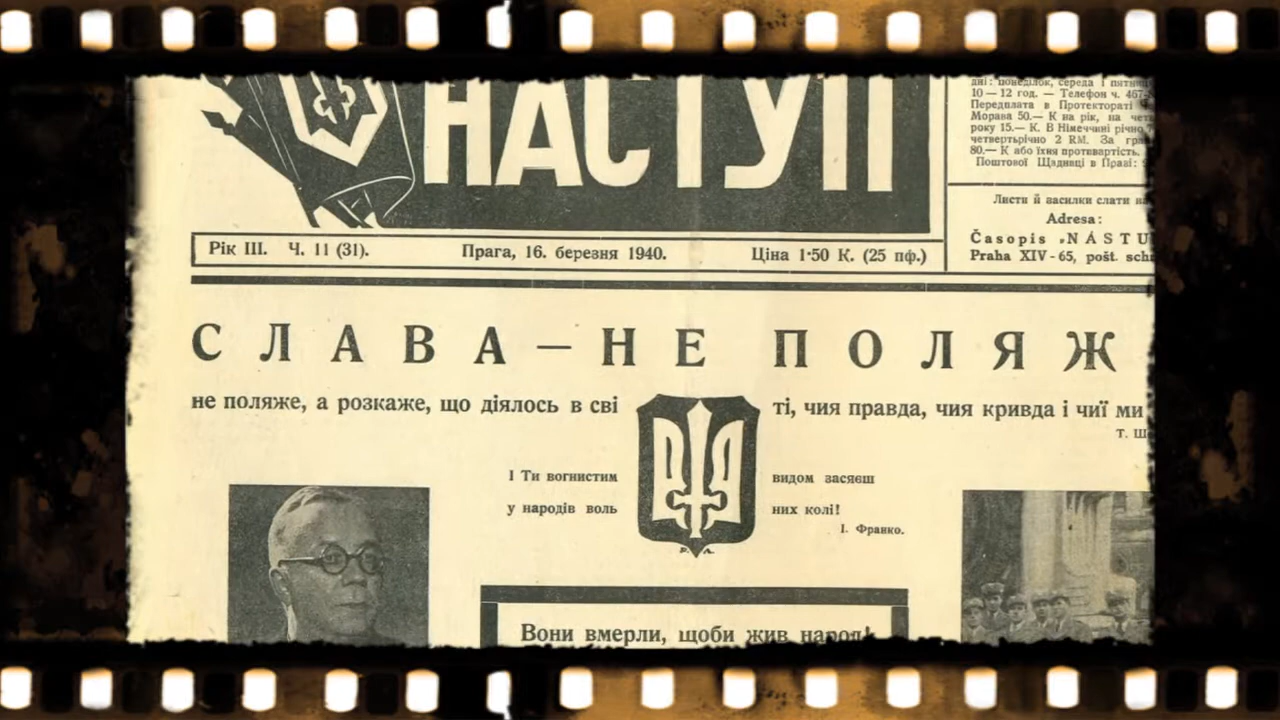 НАСТУП
дні: понеділок, середа і
10 — 12 год. — Телефон ч.
Передплата в Протектораті
Морава 50.— К на рік, на
року 15.— К. В Німеччині річно
четвертьрічно 2 RM. За
80.— К або їхня протвартість.
Поштової Щадниці в Празі:
Листи й засилки слати
Adresa:
Časopis „NÁSTU
Praha XIV - 65, pošt.
Рік III. Ч. 11 (31). Прага, 16. березня 1940. Ціна 1·50 К. (25 пф.)
СЛАВА — НЕ ПОЛЯЖ
не поляже, а розкаже, що діялось в сві ті, чия правда, чия кривда і чиї ми
Т. Ш
І Ти вогнистим видом засяєш
у народів воль них колі!
І. Франко.
Вони вмерли, щоби жив народ!